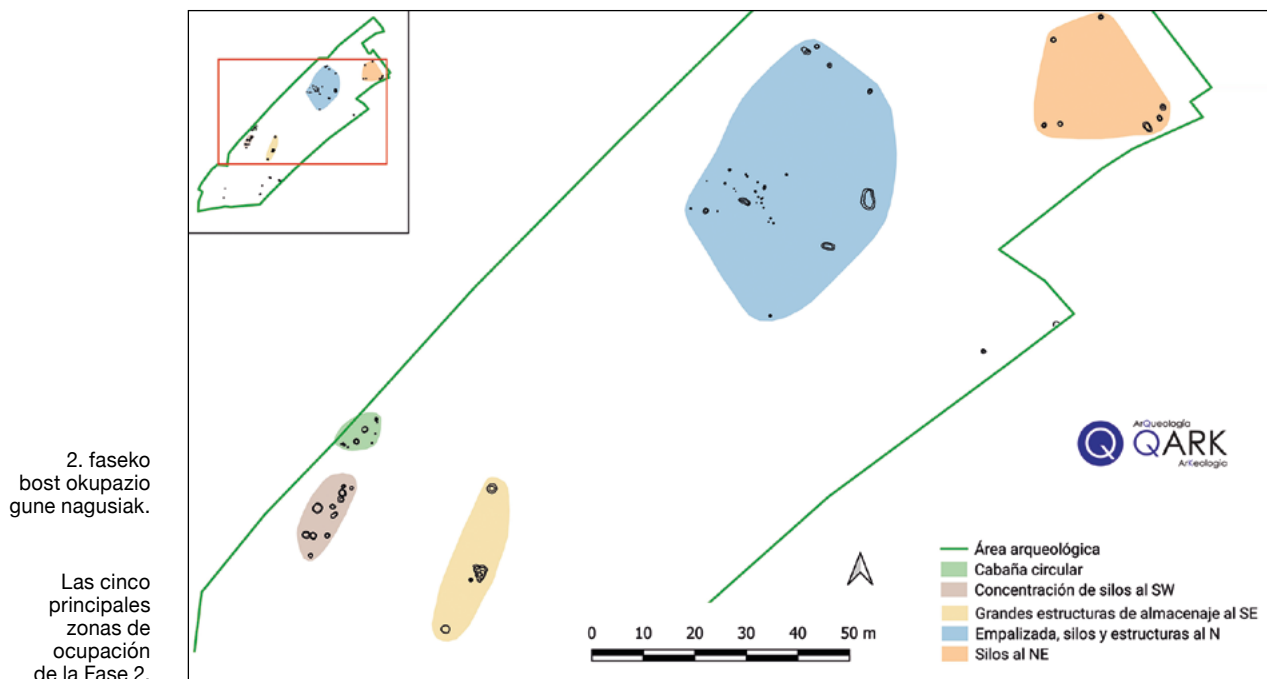 2. faseko
bost okupazio
gune nagusiak.
Las cinco
principales
zonas de
ocupación
de la Fase 2.
ArQueología
QARK
ArKeologia
Área arqueológica
Cabaña circular
Concentración de silos al SW
Grandes estructuras de almacenaje al SE
Empalizada, silos y estructuras al N
Silos al NE
0 10 20 30 40 50 m